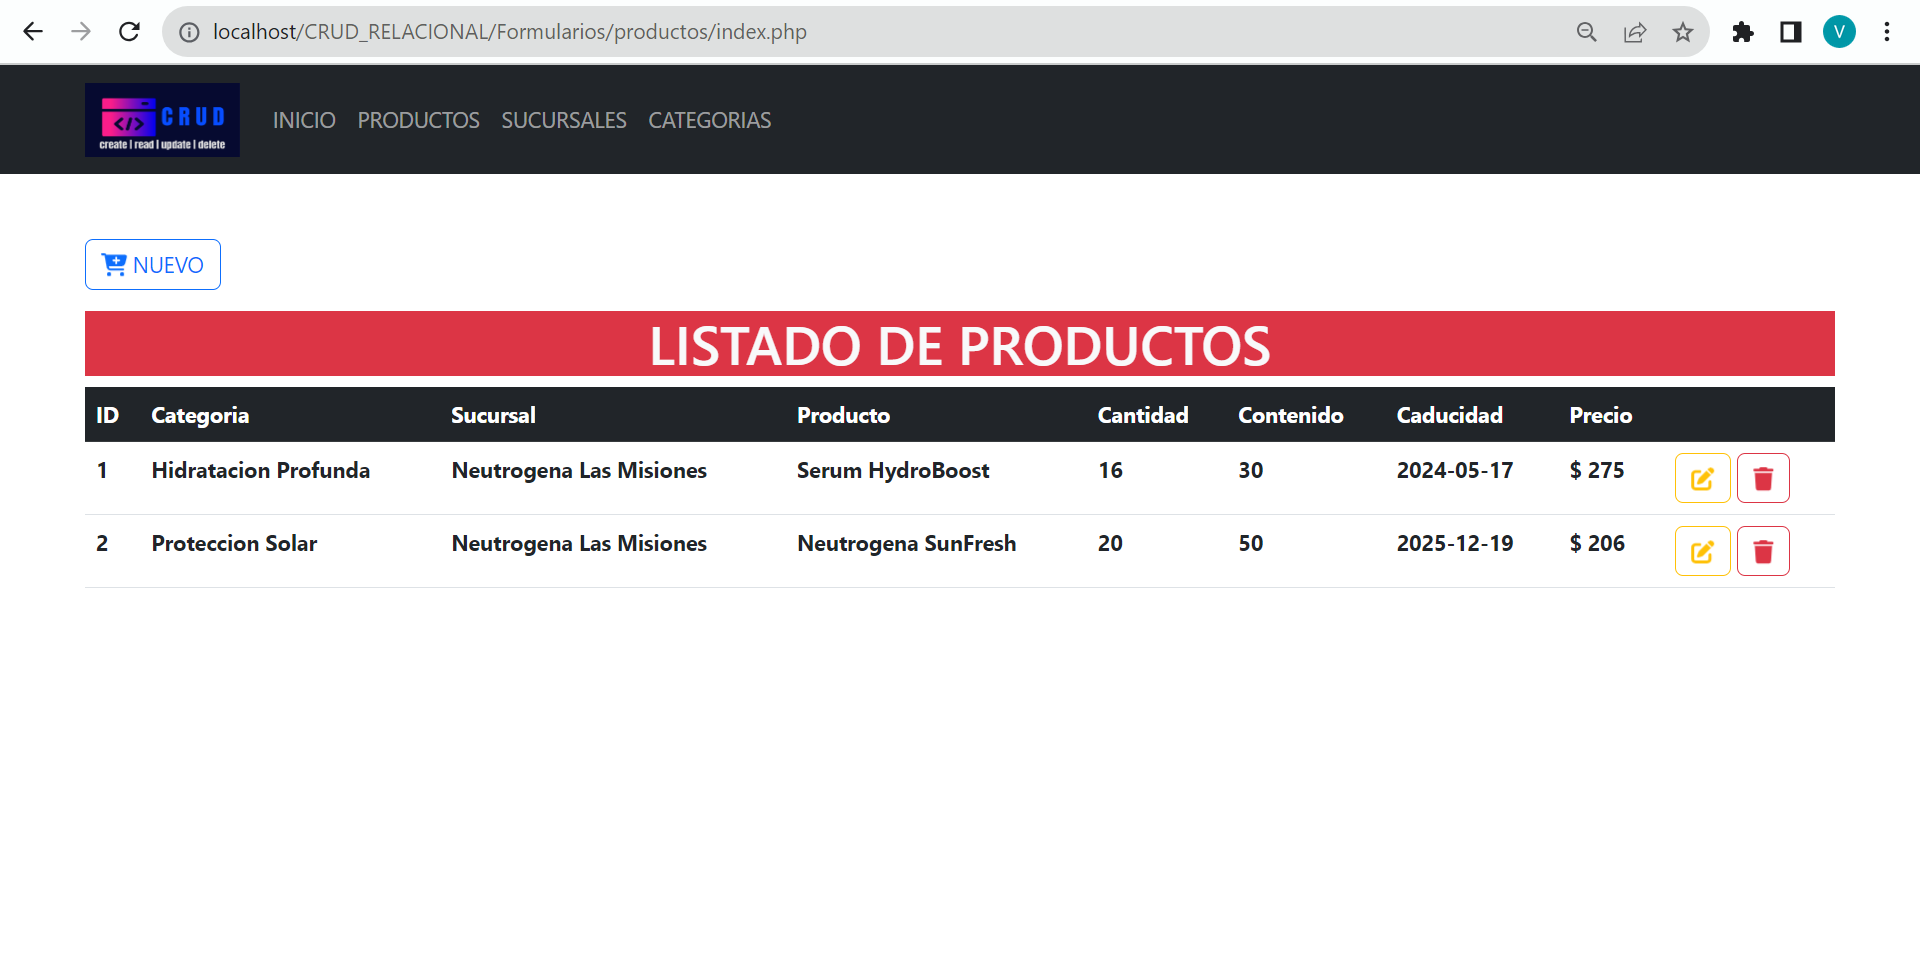 localhost/CRUD_RELACIONAL/Formularios/productos/index.php
V
</> CRUD
create | read | update | delete
INICIO PRODUCTOS SUCURSALES CATEGORIAS
NUEVO
LISTADO DE PRODUCTOS
ID Categoria Sucursal Producto Cantidad Contenido Caducidad Precio
1 Hidratacion Profunda Neutrogena Las Misiones Serum HydroBoost 16 30 2024-05-17 $ 275
2 Proteccion Solar Neutrogena Las Misiones Neutrogena SunFresh 20 50 2025-12-19 $ 206